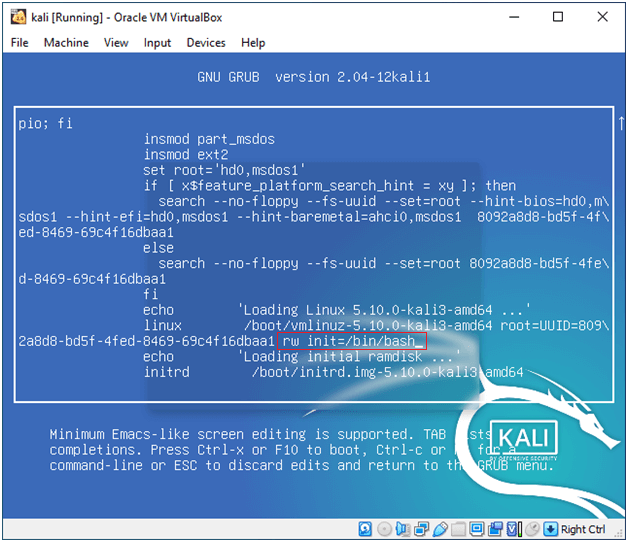 kali [Running] - Oracle VM VirtualBox
File Machine View Input Devices Help
GNU GRUB version 2.04-12kali1
pio; fi
insmod part_msdos
insmod ext2
set root='hd0,msdos1'
if [ x$feature_platform_search_hint = xy ]; then
search --no-floppy --fs-uuid --set=root --hint-bios=hd0,m\
sdos1 --hint-efi=hd0,msdos1 --hint-baremetal=ahci0,msdos1 8092a8d8-bd5f-4f\
ed-8469-69c4f16dbaa1
else
search --no-floppy --fs-uuid --set=root 8092a8d8-bd5f-4fe\
d-8469-69c4f16dbaa1
fi
echo 'Loading Linux 5.10.0-kali3-amd64 ...'
linux /boot/vmlinuz-5.10.0-kali3-amd64 root=UUID=809\
2a8d8-bd5f-4fed-8469-69c4f16dbaa1 rw init=/bin/bash_
echo 'Loading initial ramdisk ...'
initrd /boot/initrd.img-5.10.0-kali3-amd64
Minimum Emacs-like screen editing is supported. TAB lists
completions. Press Ctrl-x or F10 to boot, Ctrl-c or for a
command-line or ESC to discard edits and return to the GRUB menu.
KALI
BY OFFENSIVE SECURITY
Right Ctrl